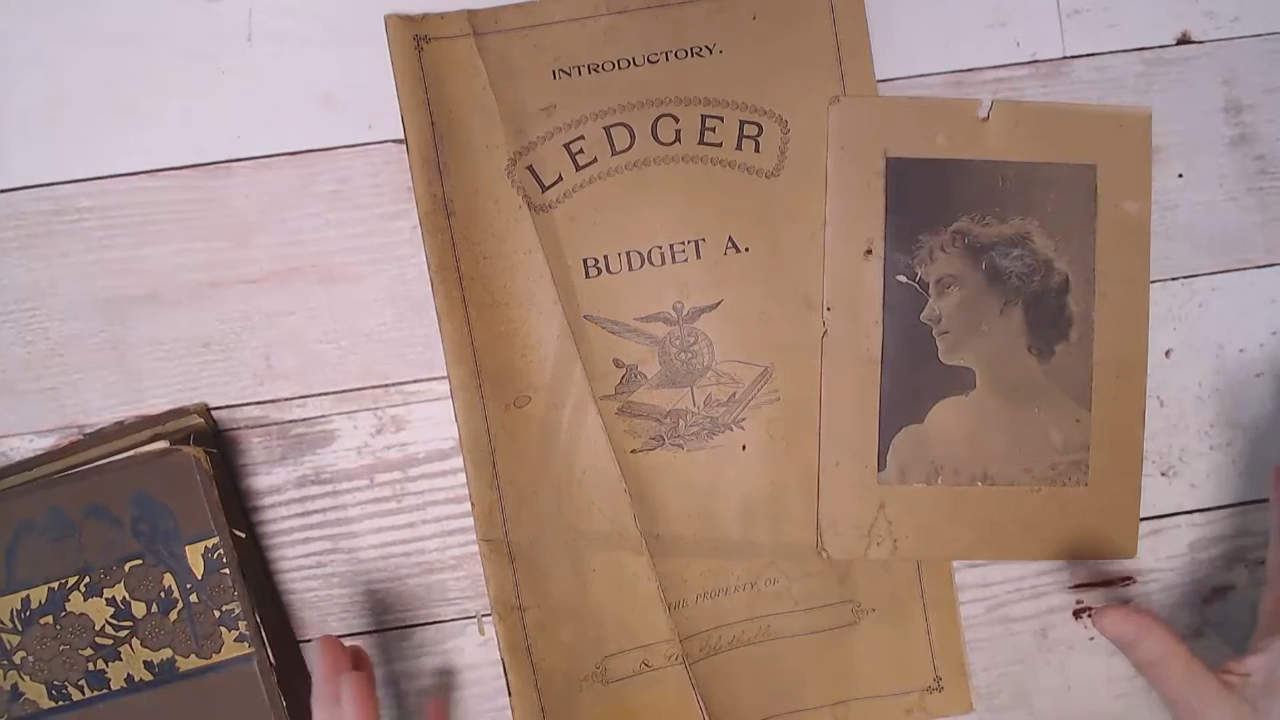 INTRODUCTORY.
LEDGER
BUDGET A.
THE PROPERTY OF